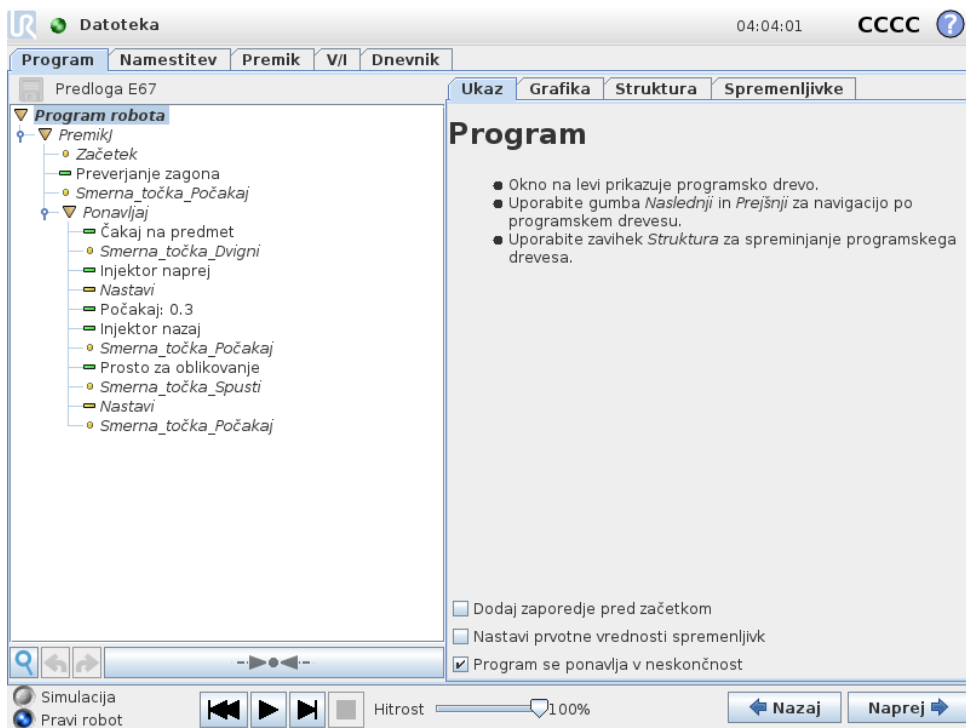 UR Datoteka 04:04:01 CCCC ?
Program Namestitev Premik V/I Dnevnik
Predloga E67
Program robota
PremikJ
Začetek
Preverjanje zagona
Smerna_točka_Počakaj
Ponavljaj
Čakaj na predmet
Smerna_točka_Dvigni
Injektor naprej
Nastavi
Počakaj: 0.3
Injektor nazaj
Smerna_točka_Počakaj
Prosto za oblikovanje
Smerna_točka_Spusti
Nastavi
Smerna_točka_Počakaj
Ukaz Grafika Struktura Spremenljivke
Program
Okno na levi prikazuje programsko drevo.
Uporabite gumba Naslednji in Prejšnji za navigacijo po
programskem drevesu.
Uporabite zavihek Struktura za spreminjanje programskega
drevesa.
Dodaj zaporedje pred začetkom
Nastavi prvotne vrednosti spremenljivk
Program se ponavlja v neskončnost
Simulacija
Pravi robot
Hitrost 100%
Nazaj Naprej